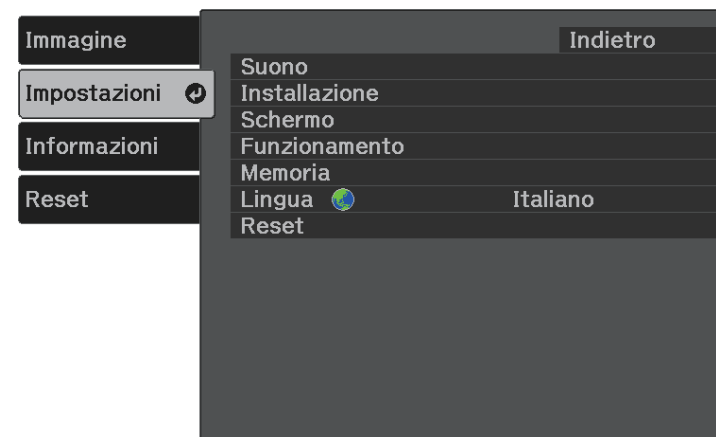 Immagine
Impostazioni
Informazioni
Reset
Indietro
Suono
Installazione
Schermo
Funzionamento
Memoria
Lingua Italiano
Reset